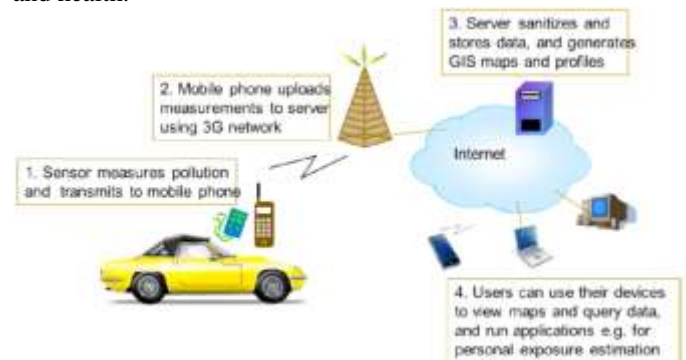 and health.
3. Server sanitizes and
stores data, and generates
GIS maps and profiles
2. Mobile phone uploads
measurements to server
using 3G network
Internet
1. Sensor measures pollution
and transmits to mobile phone
4. Users can use their devices
to view maps and query data,
and run applications e.g. for
personal exposure estimation